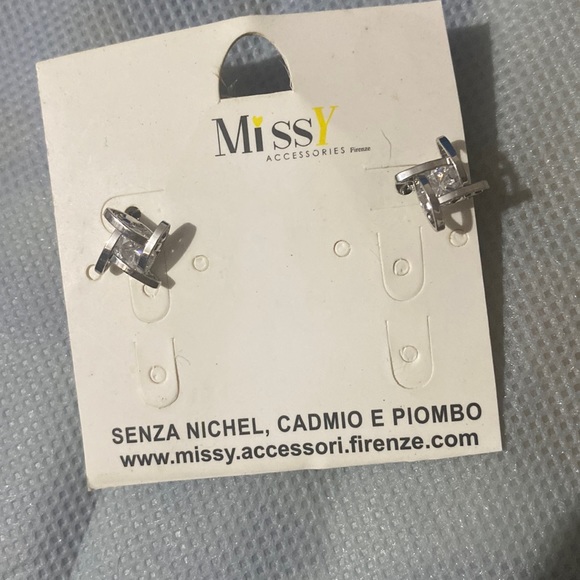 MissY
ACCESSORIES Firenze
SENZA NICHEL, CADMIO E PIOMBO
www.missy.accessori.firenze.com